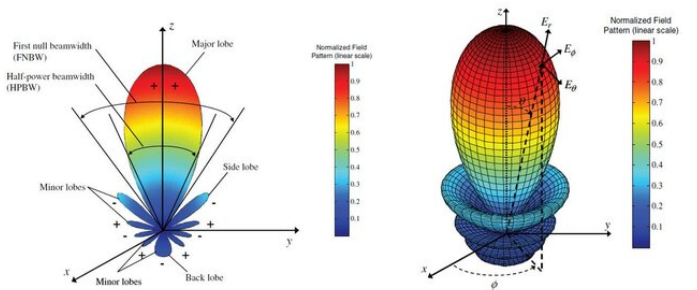 z
First null beamwidth
(FNBW)
Half-power beamwidth
(HPBW)
Major lobe
+ +
Side lobe
Minor lobes
-
-
+
+
-
-
+
+
-
y
x
Minor lobes
Back lobe
Normalized Field
Pattern (linear scale)
1
0.9
0.8
0.7
0.6
0.5
0.4
0.3
0.2
0.1
z
E_r
E_ϕ
E_θ
y
x
ϕ
Normalized Field
Pattern (linear scale)
1
0.9
0.8
0.7
0.6
0.5
0.4
0.3
0.2
0.1